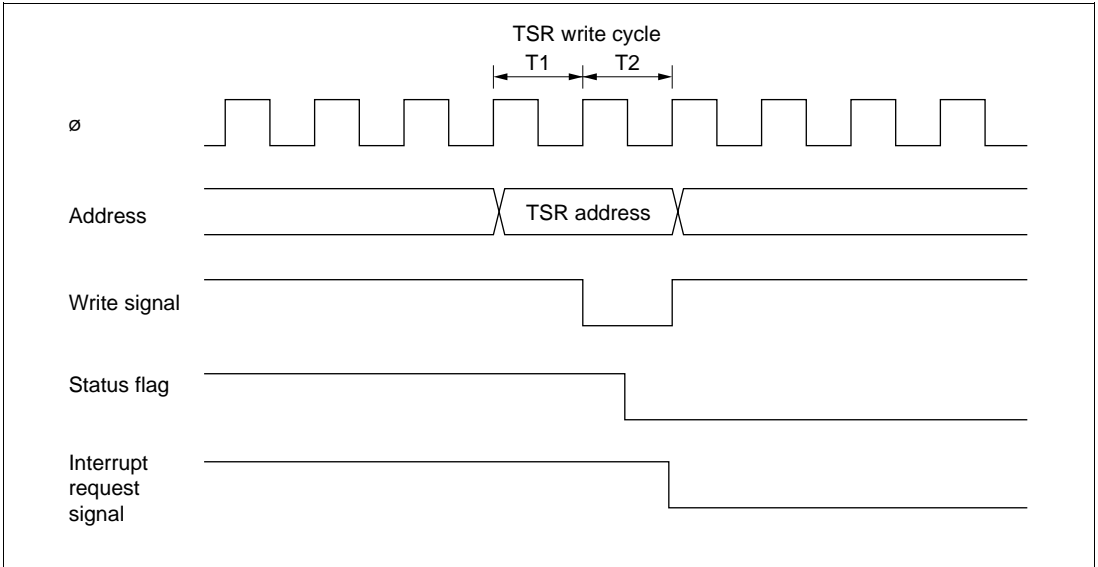 TSR write cycle
T1 T2
ø
Address
TSR address
Write signal
Status flag
Interrupt
request
signal